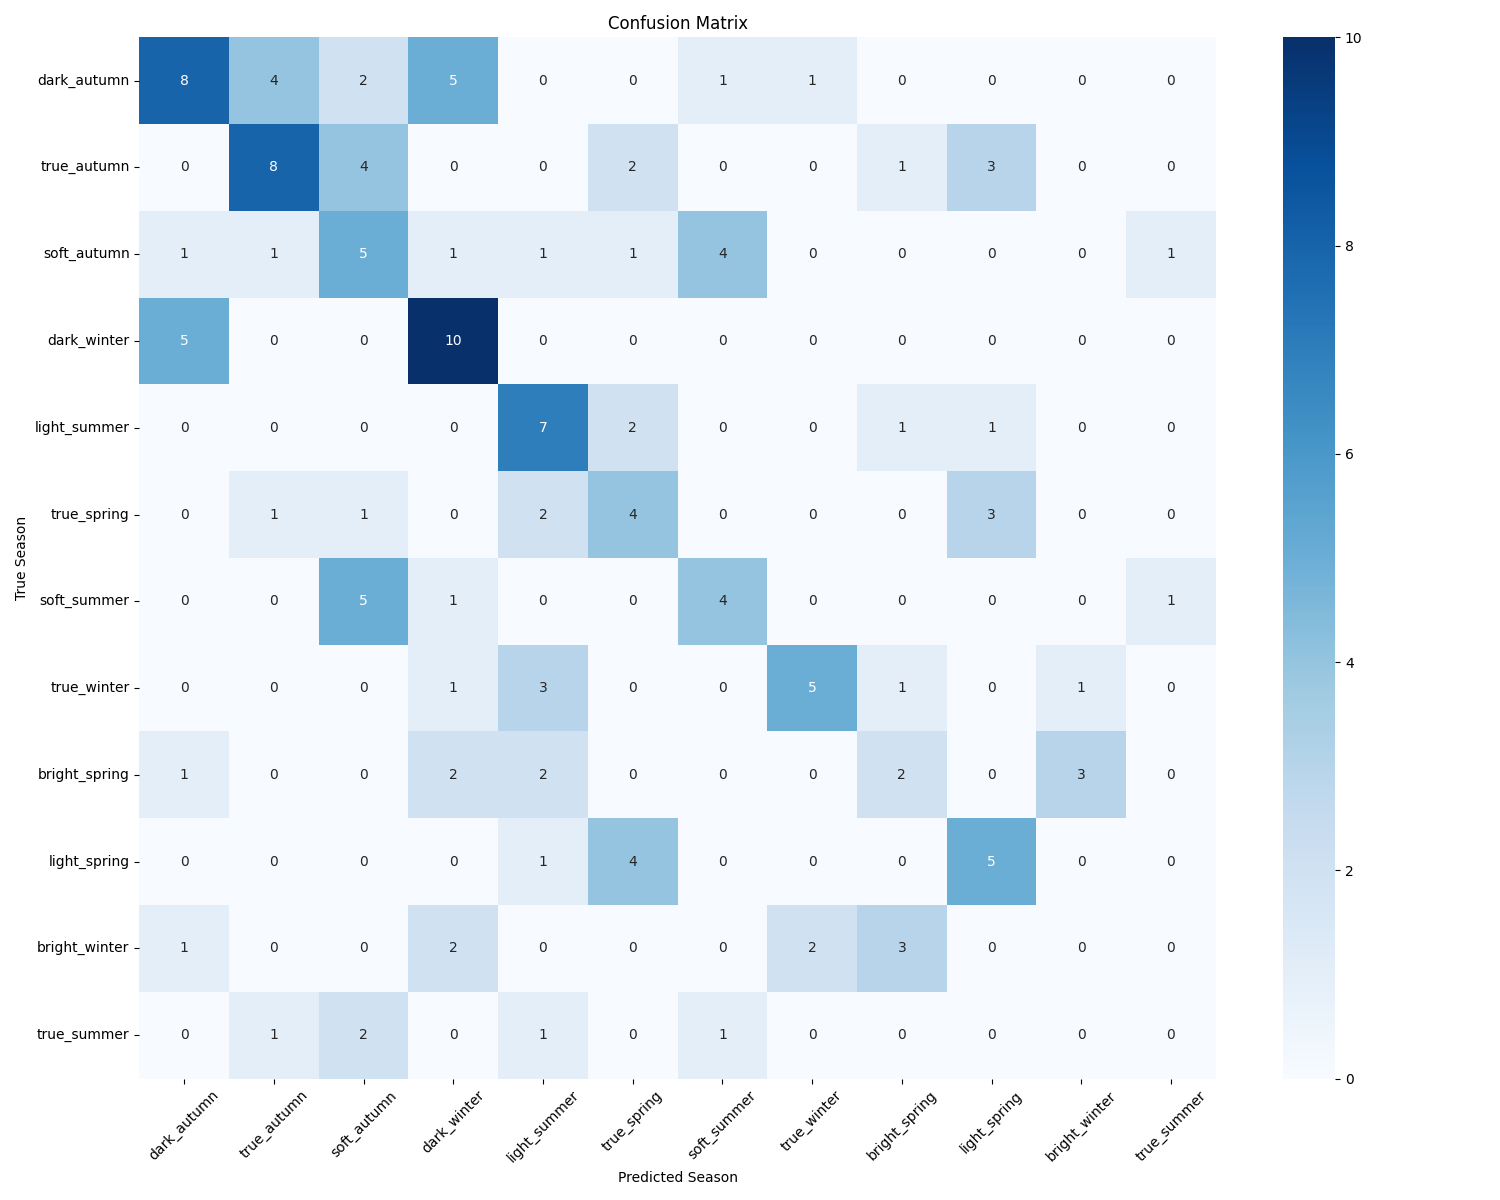 Confusion Matrix
dark_autumn 8 4 2 5 0 0 1 1 0 0 0 0
true_autumn 0 8 4 0 0 2 0 0 1 3 0 0
soft_autumn 1 1 5 1 1 1 4 0 0 0 0 1
dark_winter 5 0 0 10 0 0 0 0 0 0 0 0
light_summer 0 0 0 0 7 2 0 0 1 1 0 0
true_spring 0 1 1 0 2 4 0 0 0 3 0 0
soft_summer 0 0 5 1 0 0 4 0 0 0 0 1
true_winter 0 0 0 1 3 0 0 5 1 0 1 0
bright_spring 1 0 0 2 2 0 0 0 2 0 3 0
light_spring 0 0 0 0 1 4 0 0 0 5 0 0
bright_winter 1 0 0 2 0 0 0 2 3 0 0 0
true_summer 0 1 2 0 1 0 1 0 0 0 0 0
dark_autumn true_autumn soft_autumn dark_winter light_summer true_spring soft_summer true_winter bright_spring light_spring bright_winter true_summer
Predicted Season
True Season
10
8
6
4
2
0